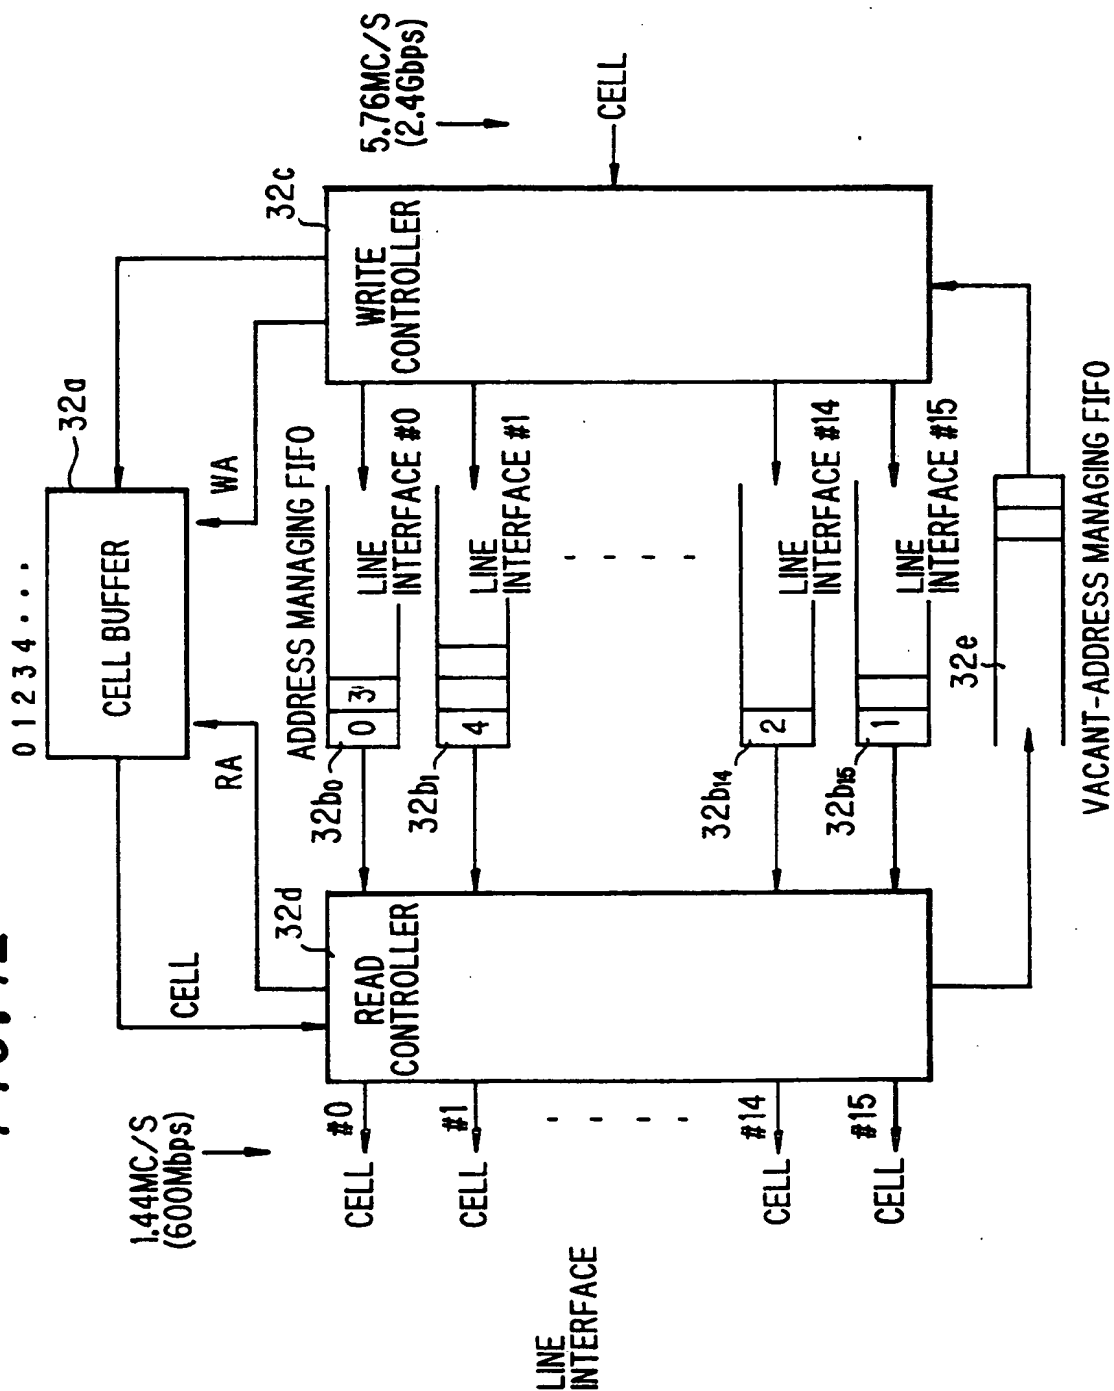 1.44MC/S
(600Mbps)
5.76MC/S
(2.4Gbps)
0 1 2 3 4 . . .
CELL BUFFER
32a
CELL
RA
WA
32d
READ
CONTROLLER
32c
WRITE
CONTROLLER
CELL
ADDRESS MANAGING FIFO
32b0
0
3
LINE
INTERFACE #0
32b1
4
LINE
INTERFACE #1
32b14
2
LINE
INTERFACE #14
32b15
1
LINE
INTERFACE #15
#0
CELL
#1
CELL
#14
CELL
#15
CELL
LINE
INTERFACE
32e
VACANT-ADDRESS MANAGING FIFO